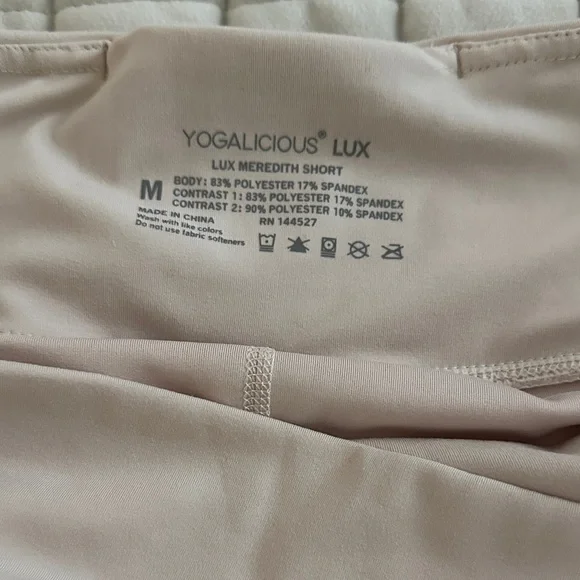 YOGALICIOUS® LUX
LUX MEREDITH SHORT
M
BODY: 83% POLYESTER 17% SPANDEX
CONTRAST 1: 83% POLYESTER 17% SPANDEX
CONTRAST 2: 90% POLYESTER 10% SPANDEX
MADE IN CHINA
RN 144527
Wash with like colors
Do not use fabric softeners